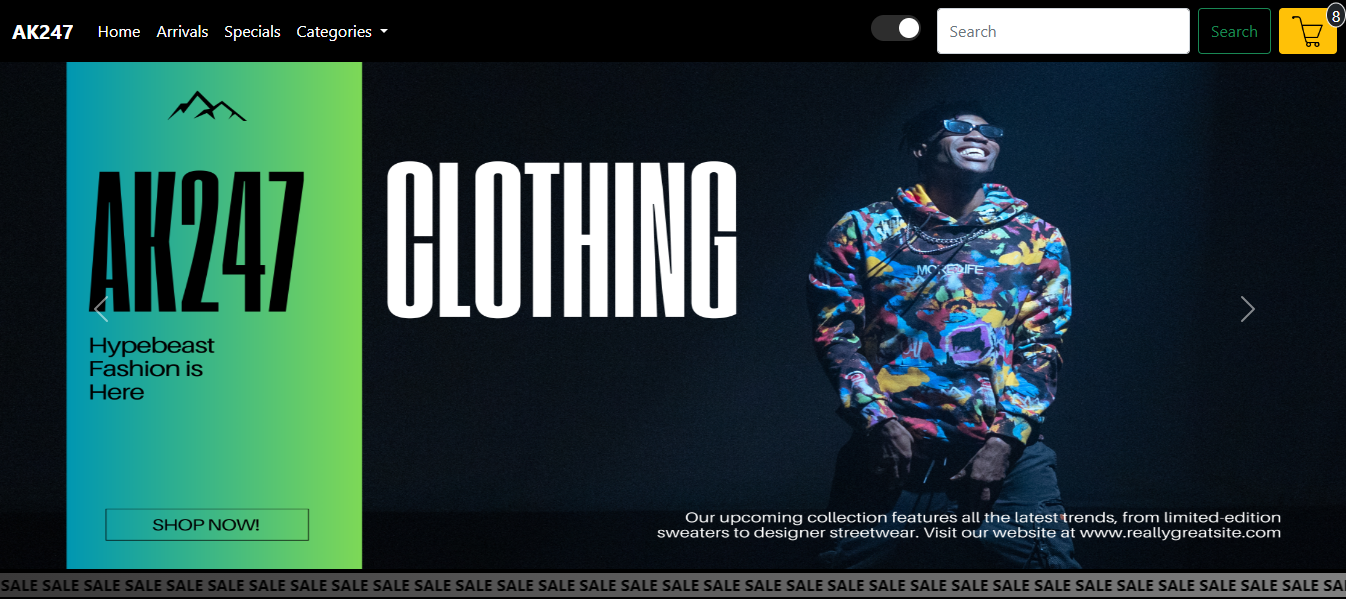 AK247 Home Arrivals Specials Categories Search Search 8
AK247
CLOTHING
Hypebeast
Fashion is
Here
SHOP NOW!
Our upcoming collection features all the latest trends, from limited-edition
sweaters to designer streetwear. Visit our website at www.reallygreatsite.com
SALE SALE SALE SALE SALE SALE SALE SALE SALE SALE SALE SALE SALE SALE SALE SALE SALE SALE SALE SALE SALE SALE SALE SALE SALE SALE SALE SALE SALE SALE SALE SALE